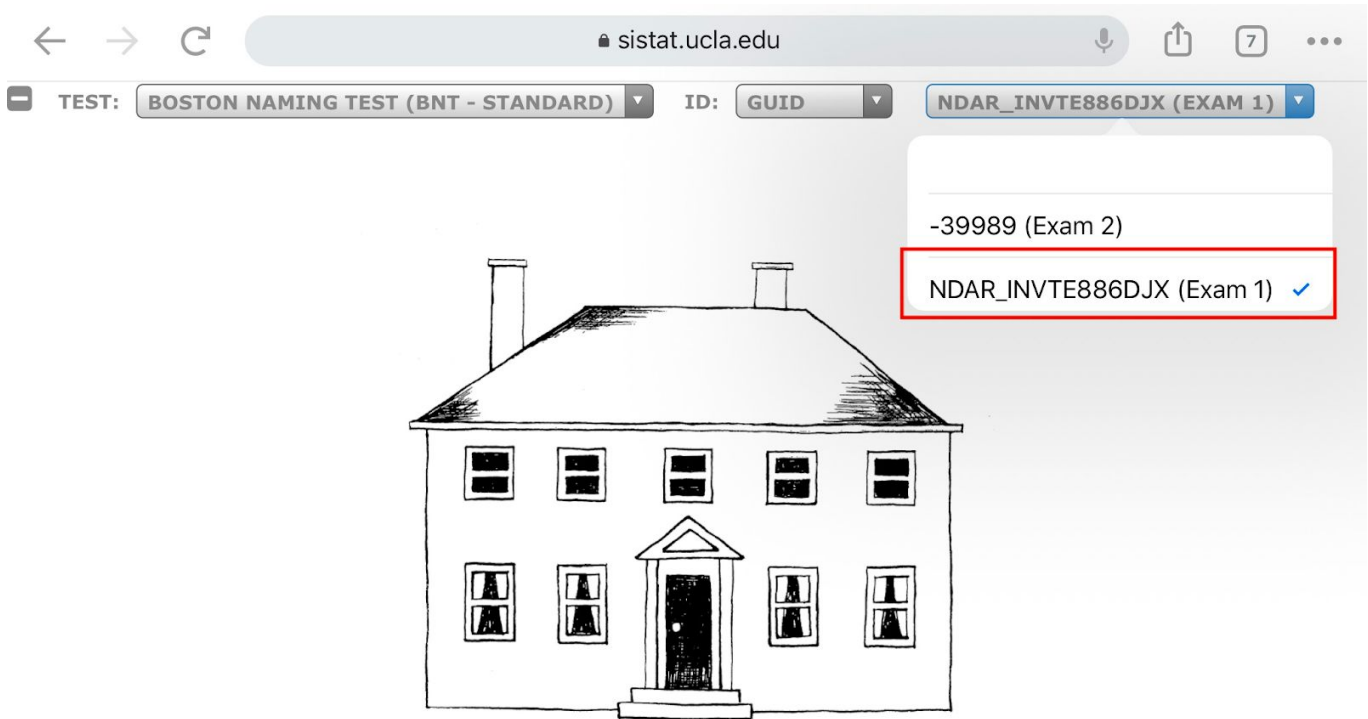 sistat.ucla.edu
7
TEST: BOSTON NAMING TEST (BNT - STANDARD) ID: GUID NDAR_INVTE886DJX (EXAM 1)
-39989 (Exam 2)
NDAR_INVTE886DJX (Exam 1)